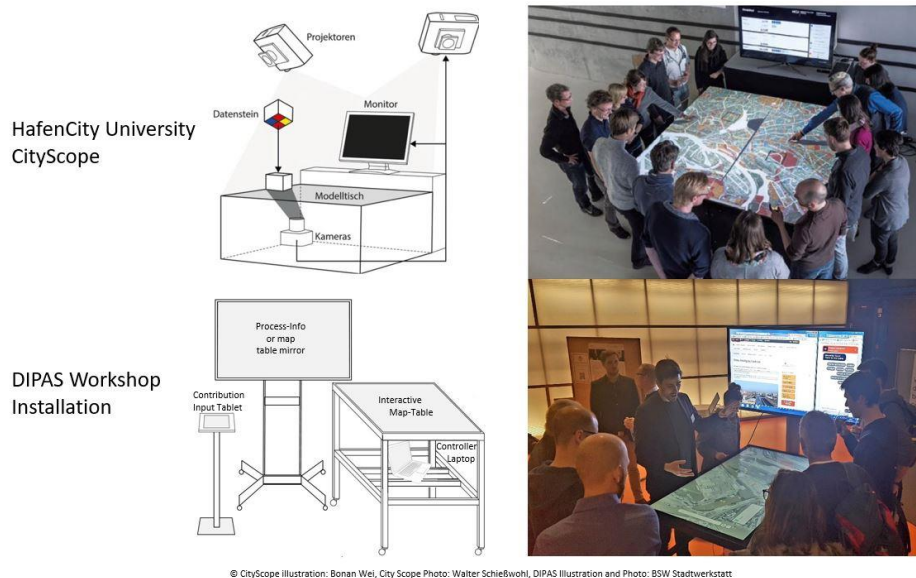 HafenCity University
CityScope
Projektoren
Datenstein
Monitor
Modelltisch
Kameras
DIPAS Workshop
Installation
Process-Info
or map
table mirror
Contribution
Input Tablet
Interactive
Map-Table
Controller
Laptop
© CityScope illustration: Bonan Wei, City Scope Photo: Walter Schießwohl, DIPAS Illustration and Photo: BSW Stadtwerkstatt